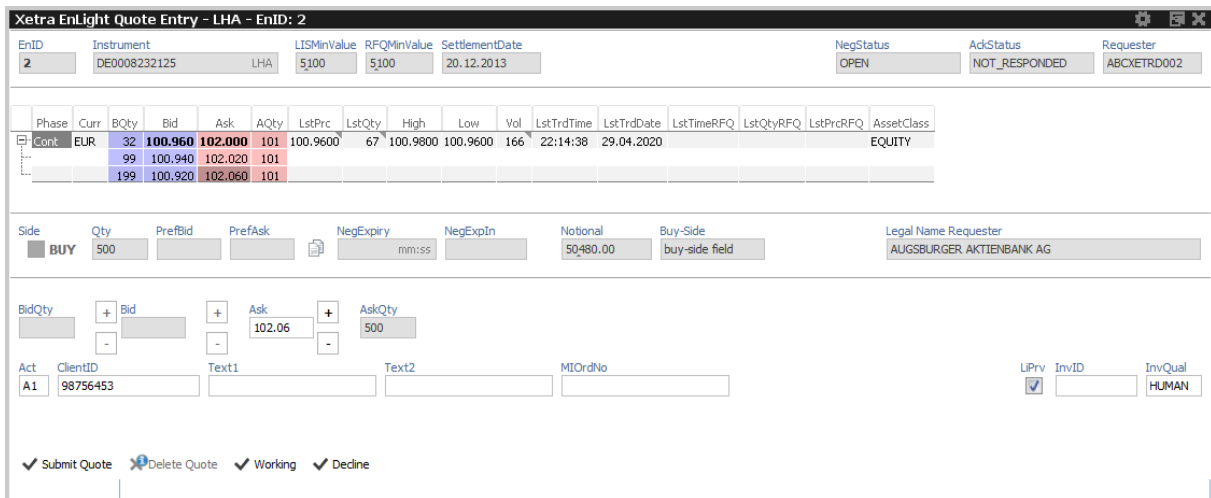 Xetra EnLight Quote Entry - LHA - EnID: 2
EnID Instrument LISMinValue RFQMinValue SettlementDate NegStatus AckStatus Requester
2 DE0008232125 LHA 5,100 5,100 20.12.2013 OPEN NOT_RESPONDED ABCXETRD002
Phase Curr BQty Bid Ask AQty LstPrc LstQty High Low Vol LstTrdTime LstTrdDate LstTimeRFQ LstQtyRFQ LstPrcRFQ AssetClass
Cont EUR 32 100.960 102.000 101 100.9600 67 100.9800 100.9600 166 22:14:38 29.04.2020 EQUITY
99 100.940 102.020 101
199 100.920 102.060 101
Side Qty PrefBid PrefAsk NegExpiry NegExpIn Notional Buy-Side Legal Name Requester
BUY 500 mm:ss 50,480.00 buy-side field AUGSBURGER AKTIENBANK AG
BidQty + Bid + Ask + AskQty
102.06 500
- - -
Act ClientID Text1 Text2 MIOrdNo LiPrv InvID InvQual
A1 98756453 HUMAN
Submit Quote Delete Quote Working Decline